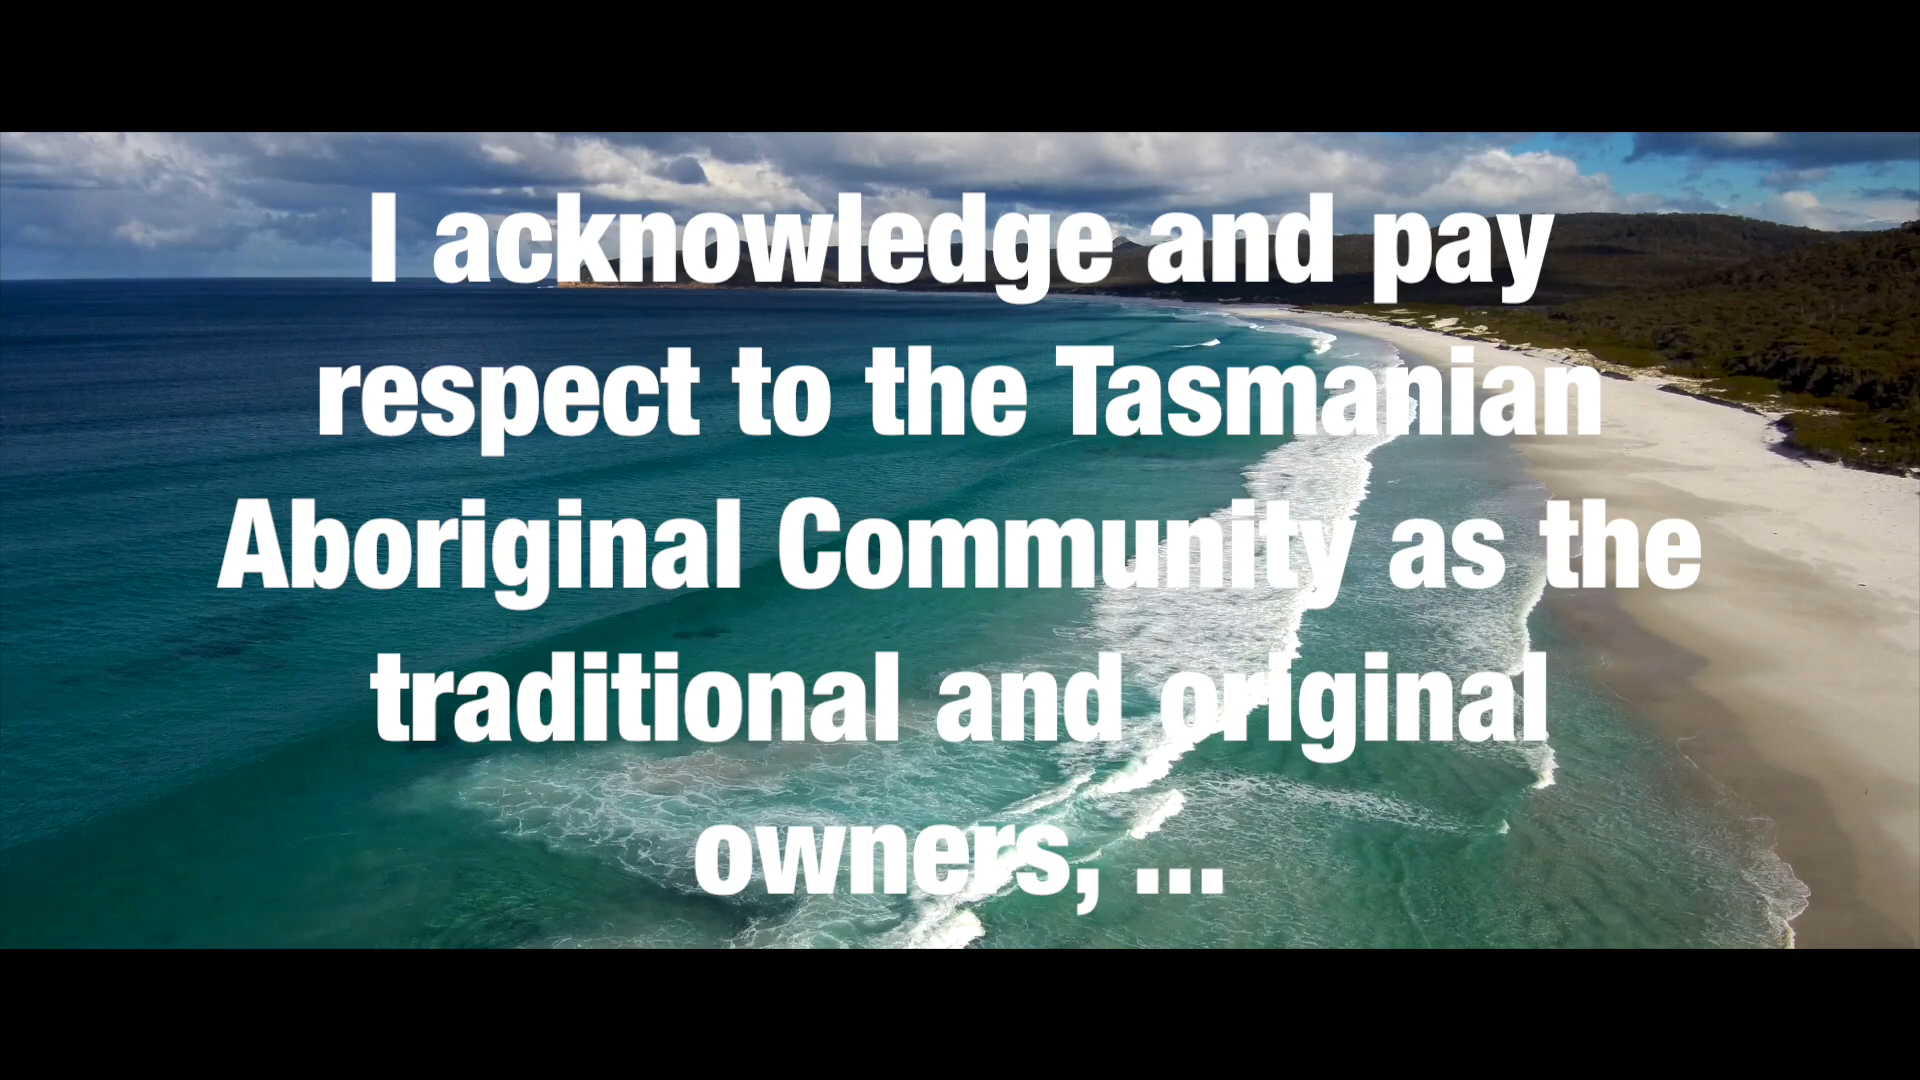 I acknowledge and pay
respect to the Tasmanian
Aboriginal Community as the
traditional and original
owners, ...